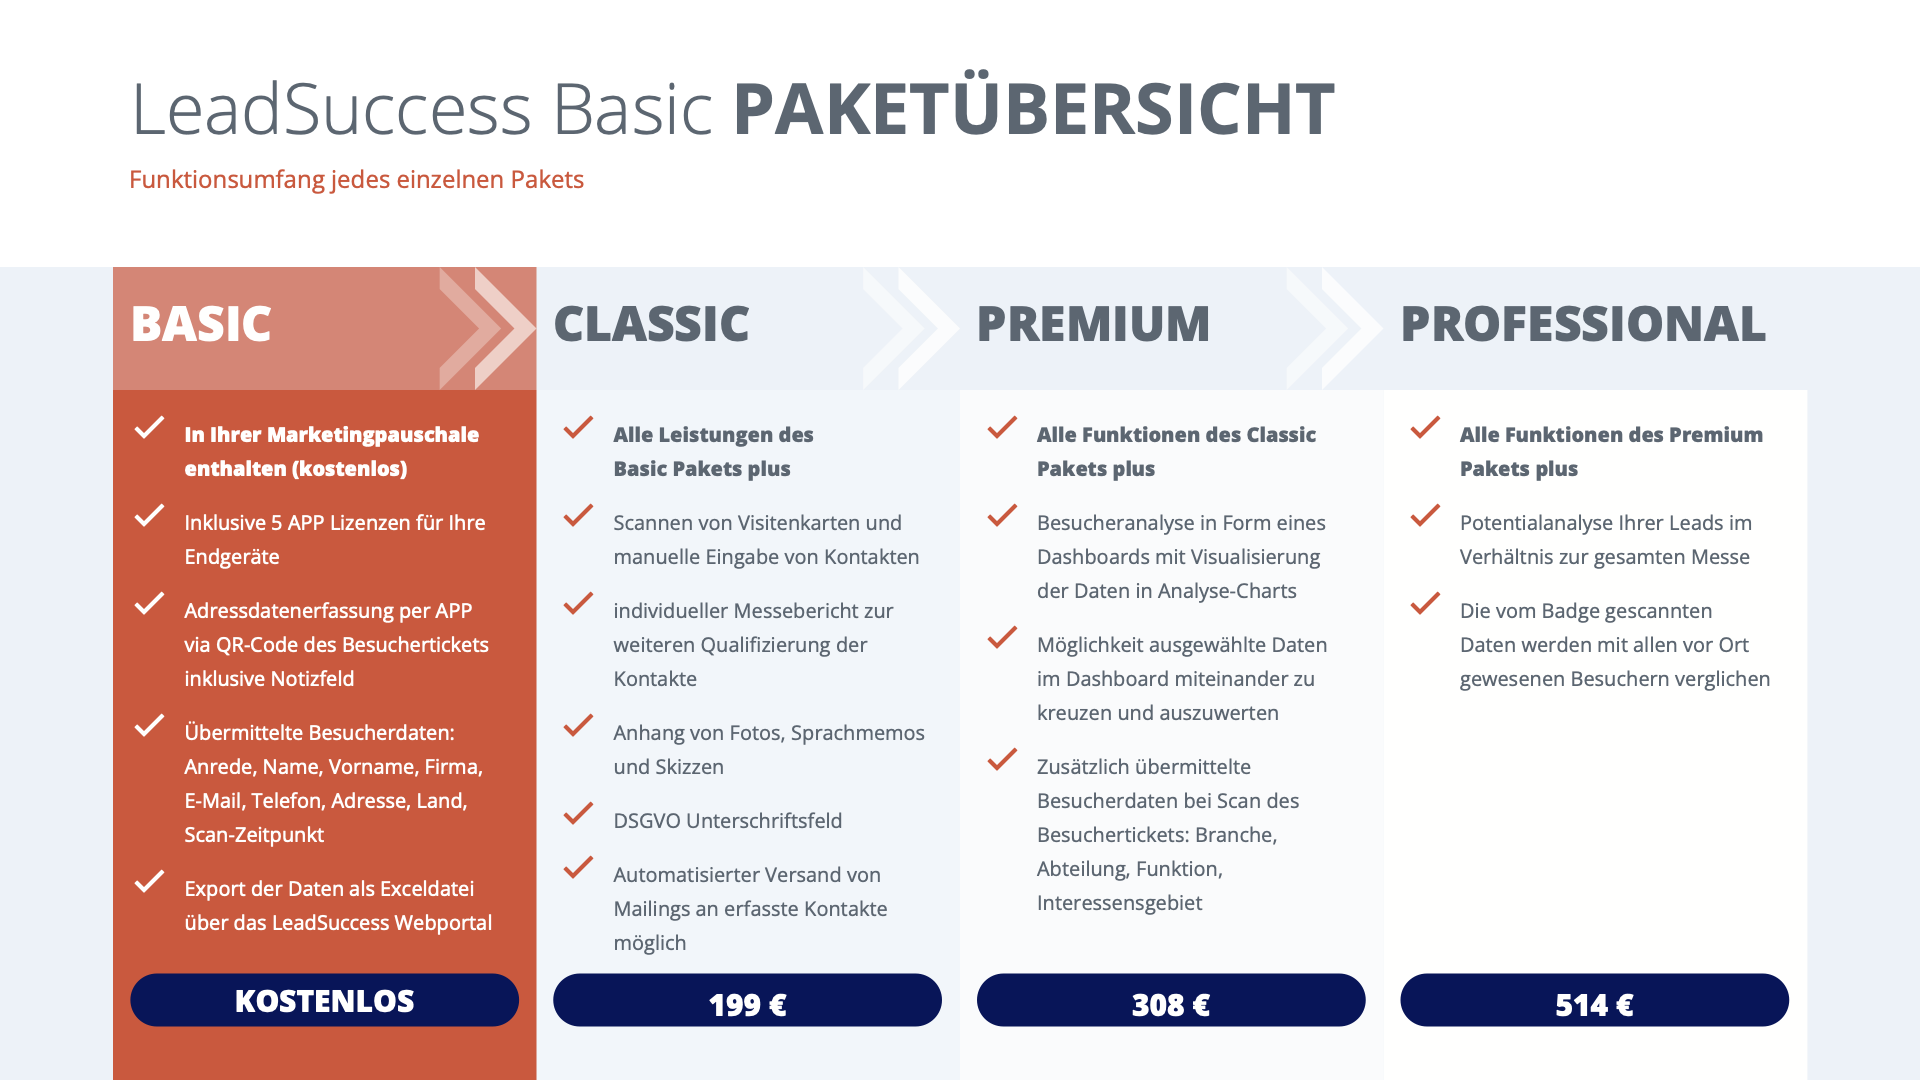 LeadSuccess Basic PAKETÜBERSICHT
Funktionsumfang jedes einzelnen Pakets
BASIC
In Ihrer Marketingpauschale
enthalten (kostenlos)
Inklusive 5 APP Lizenzen für Ihre
Endgeräte
Adressdatenerfassung per APP
via QR-Code des Besuchertickets
inklusive Notizfeld
Übermittelte Besucherdaten:
Anrede, Name, Vorname, Firma,
E-Mail, Telefon, Adresse, Land,
Scan-Zeitpunkt
Export der Daten als Exceldatei
über das LeadSuccess Webportal
KOSTENLOS
CLASSIC
Alle Leistungen des
Basic Pakets plus
Scannen von Visitenkarten und
manuelle Eingabe von Kontakten
individueller Messebericht zur
weiteren Qualifizierung der
Kontakte
Anhang von Fotos, Sprachmemos
und Skizzen
DSGVO Unterschriftsfeld
Automatisierter Versand von
Mailings an erfasste Kontakte
möglich
199 €
PREMIUM
Alle Funktionen des Classic
Pakets plus
Besucheranalyse in Form eines
Dashboards mit Visualisierung
der Daten in Analyse-Charts
Möglichkeit ausgewählte Daten
im Dashboard miteinander zu
kreuzen und auszuwerten
Zusätzlich übermittelte
Besucherdaten bei Scan des
Besuchertickets: Branche,
Abteilung, Funktion,
Interessensgebiet
308 €
PROFESSIONAL
Alle Funktionen des Premium
Pakets plus
Potentialanalyse Ihrer Leads im
Verhältnis zur gesamten Messe
Die vom Badge gescannten
Daten werden mit allen vor Ort
gewesenen Besuchern verglichen
514 €